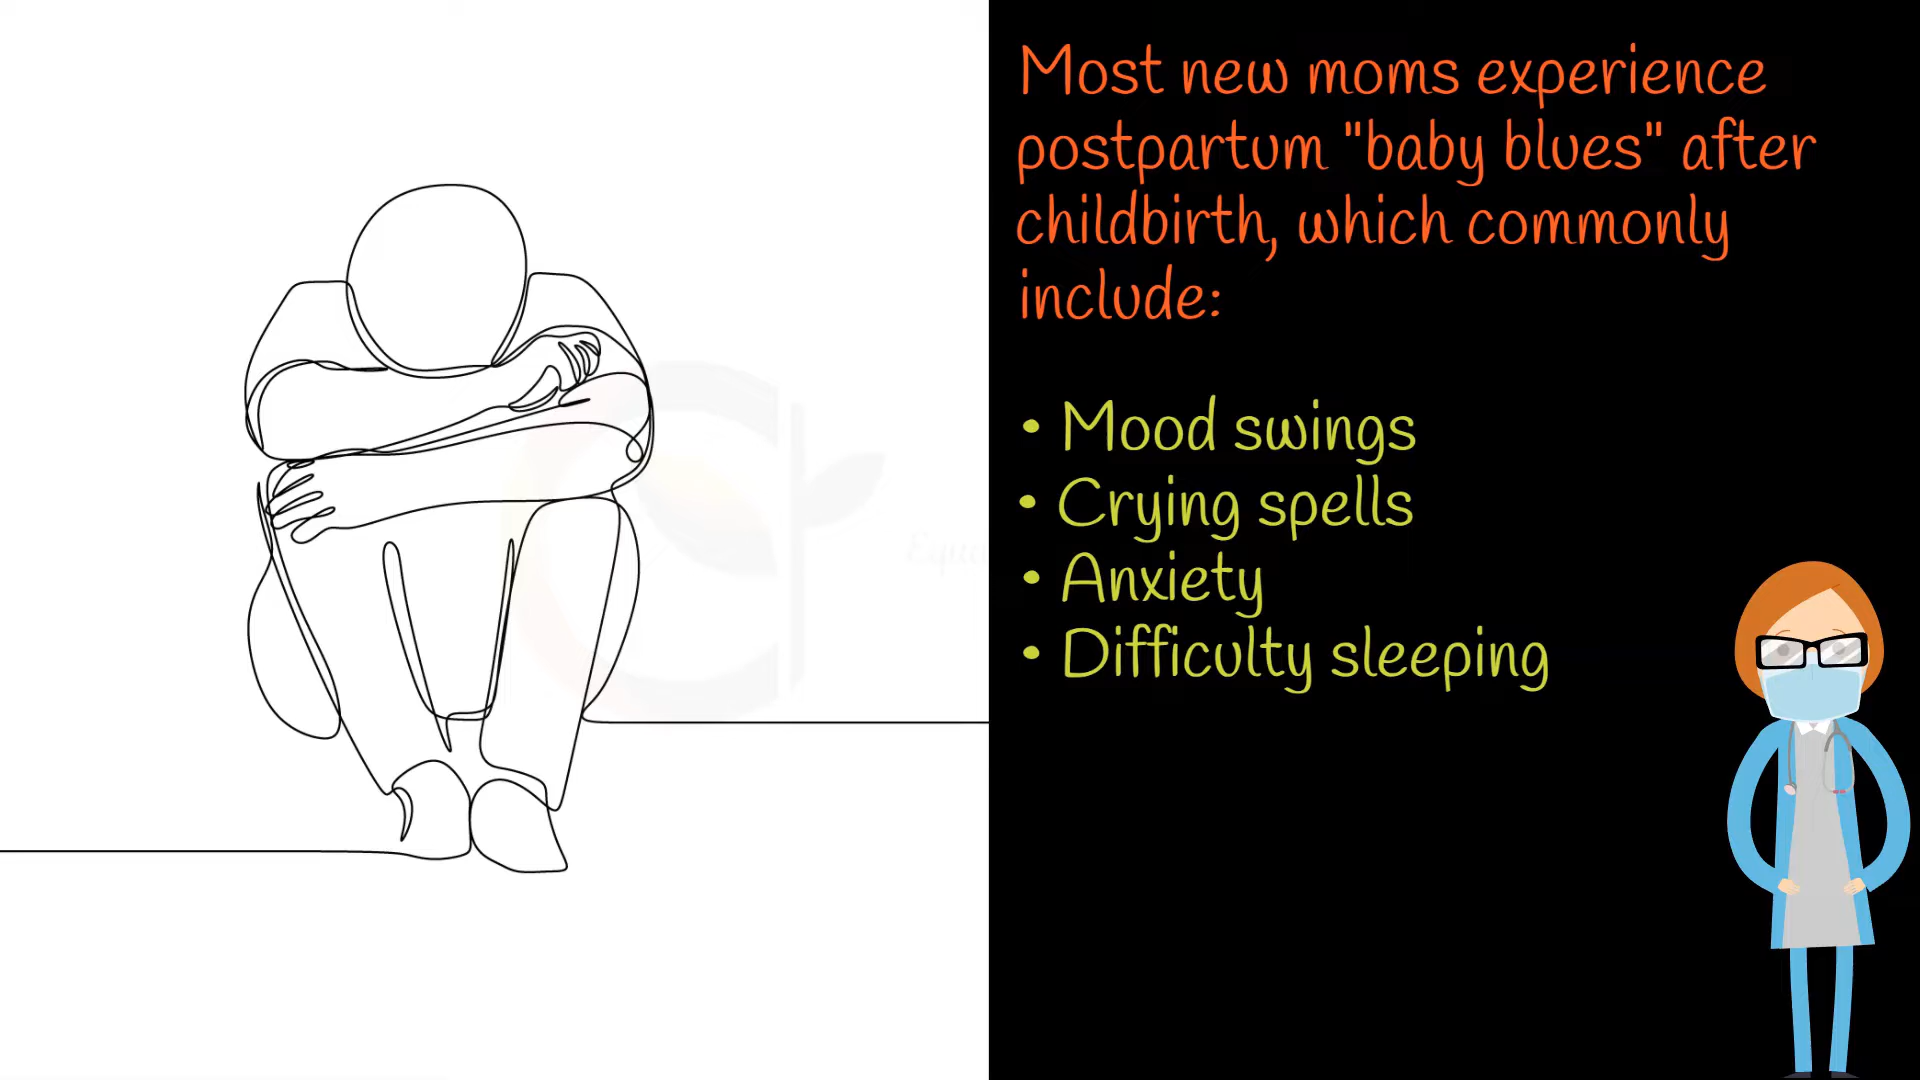 Most new moms experience
postpartum "baby blues" after
childbirth, which commonly
include:
• Mood swings
• Crying spells
• Anxiety
• Difficulty sleeping